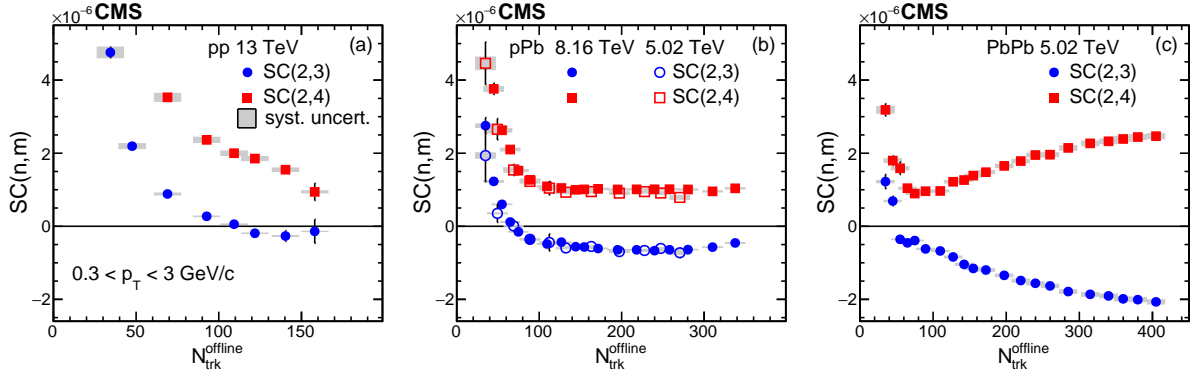 ×10⁻⁶ CMS
pp 13 TeV (a)
SC(2,3)
SC(2,4)
syst. uncert.
0.3 < p_T < 3 GeV/c
SC(n,m)
4
2
0
−2
0 50 100 150
N_trk^offline
×10⁻⁶ CMS
pPb 8.16 TeV 5.02 TeV (b)
SC(2,3)
SC(2,4)
SC(n,m)
4
2
0
−2
0 100 200 300
N_trk^offline
×10⁻⁶ CMS
PbPb 5.02 TeV (c)
SC(2,3)
SC(2,4)
SC(n,m)
4
2
0
−2
0 100 200 300 400
N_trk^offline